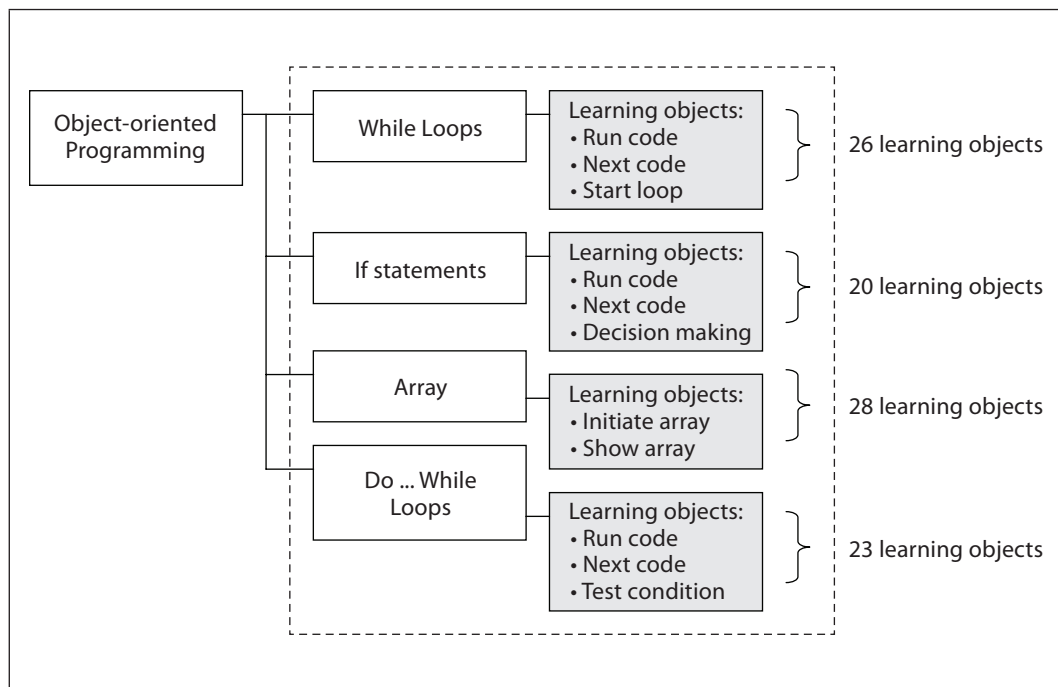 Object-oriented
Programming
While Loops
Learning objects:
• Run code
• Next code
• Start loop
26 learning objects
If statements
Learning objects:
• Run code
• Next code
• Decision making
20 learning objects
Array
Learning objects:
• Initiate array
• Show array
28 learning objects
Do ... While
Loops
Learning objects:
• Run code
• Next code
• Test condition
23 learning objects